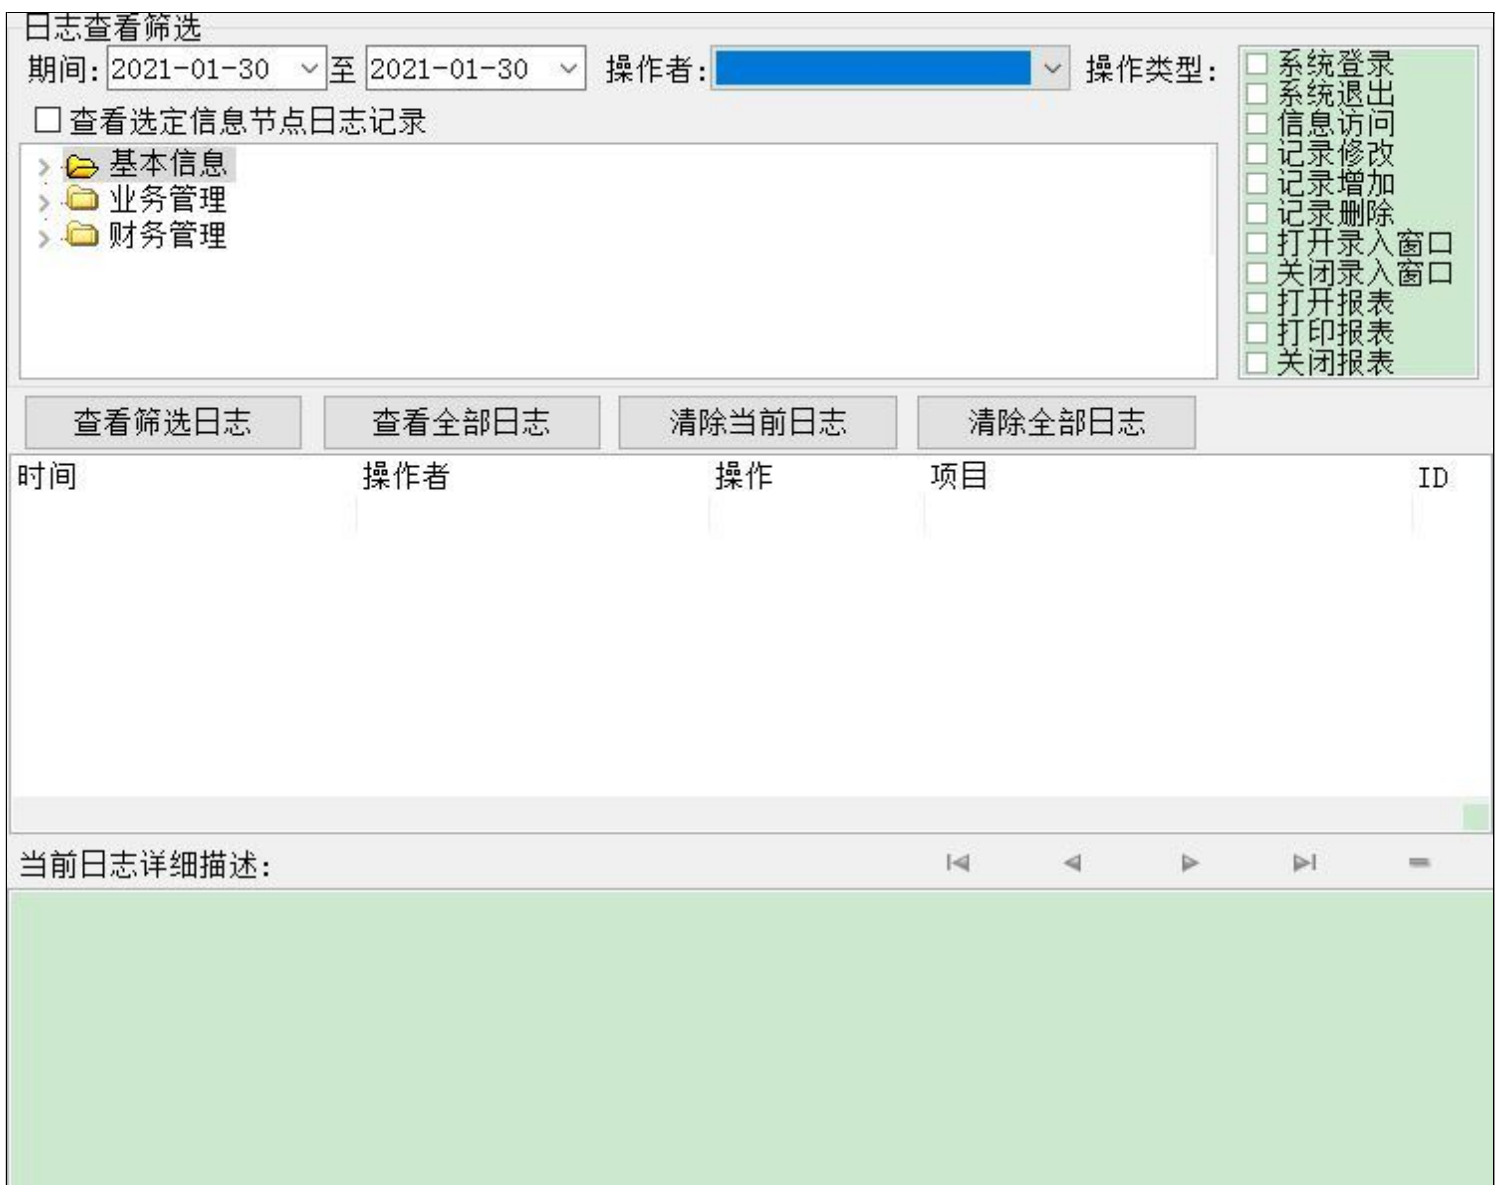 日志查看筛选
期间: 2021-01-30 至 2021-01-30 操作者: 操作类型:
系统登录
系统退出
信息访问
记录修改
记录增加
记录删除
打开录入窗口
关闭录入窗口
打开报表
打印报表
关闭报表
查看选定信息节点日志记录
基本信息
业务管理
财务管理
查看筛选日志 查看全部日志 清除当前日志 清除全部日志
时间 操作者 操作 项目 ID
当前日志详细描述: